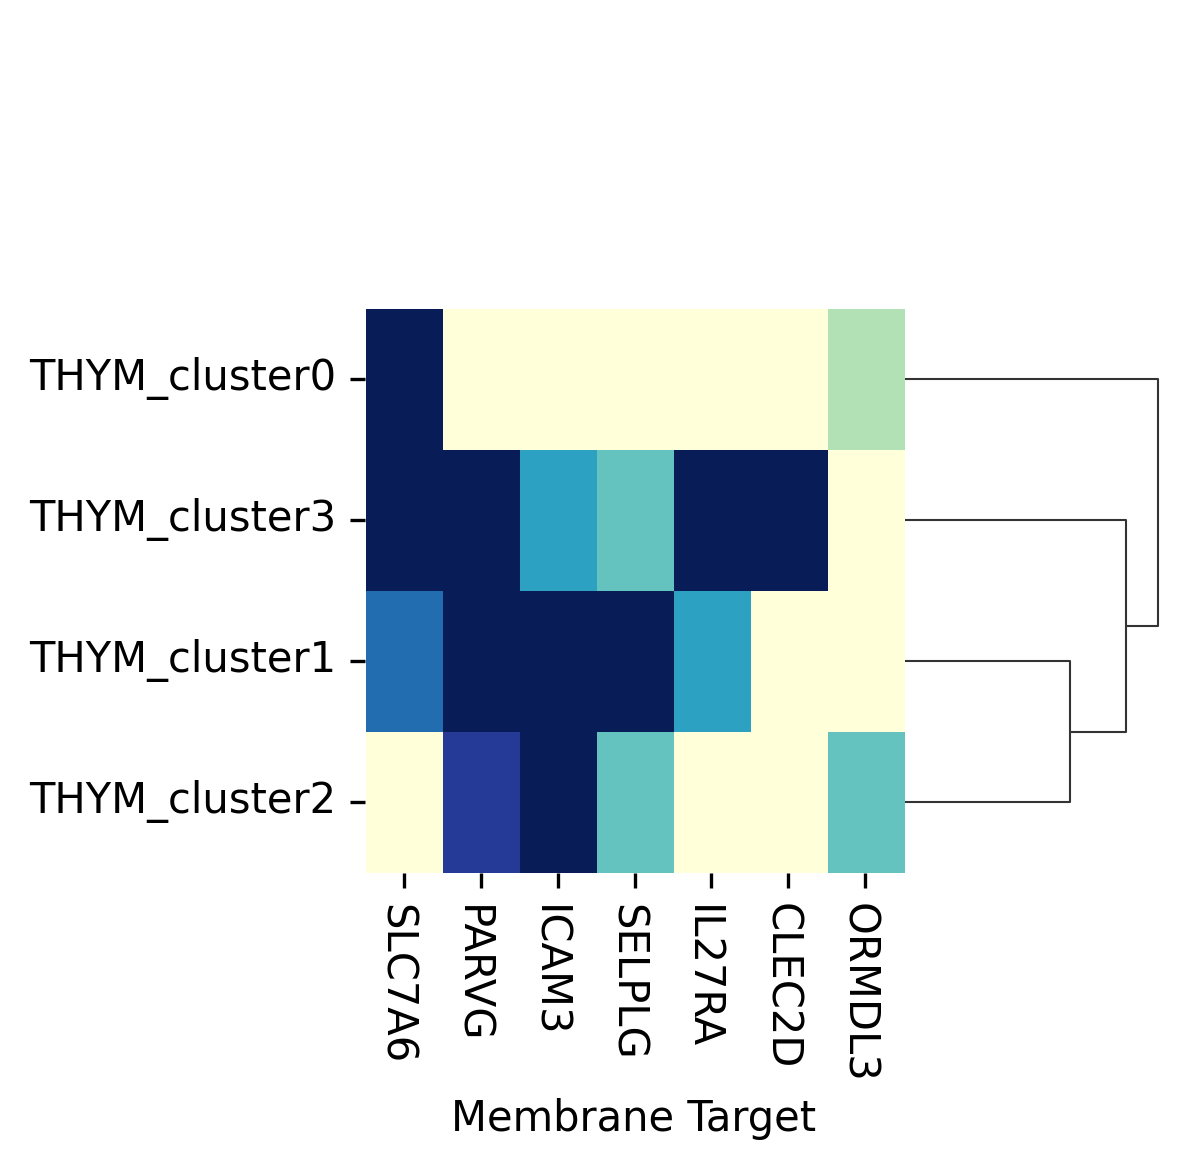 THYM_cluster0
THYM_cluster3
THYM_cluster1
THYM_cluster2
SLC7A6
PARVG
ICAM3
SELPLG
IL27RA
CLEC2D
ORMDL3
Membrane Target